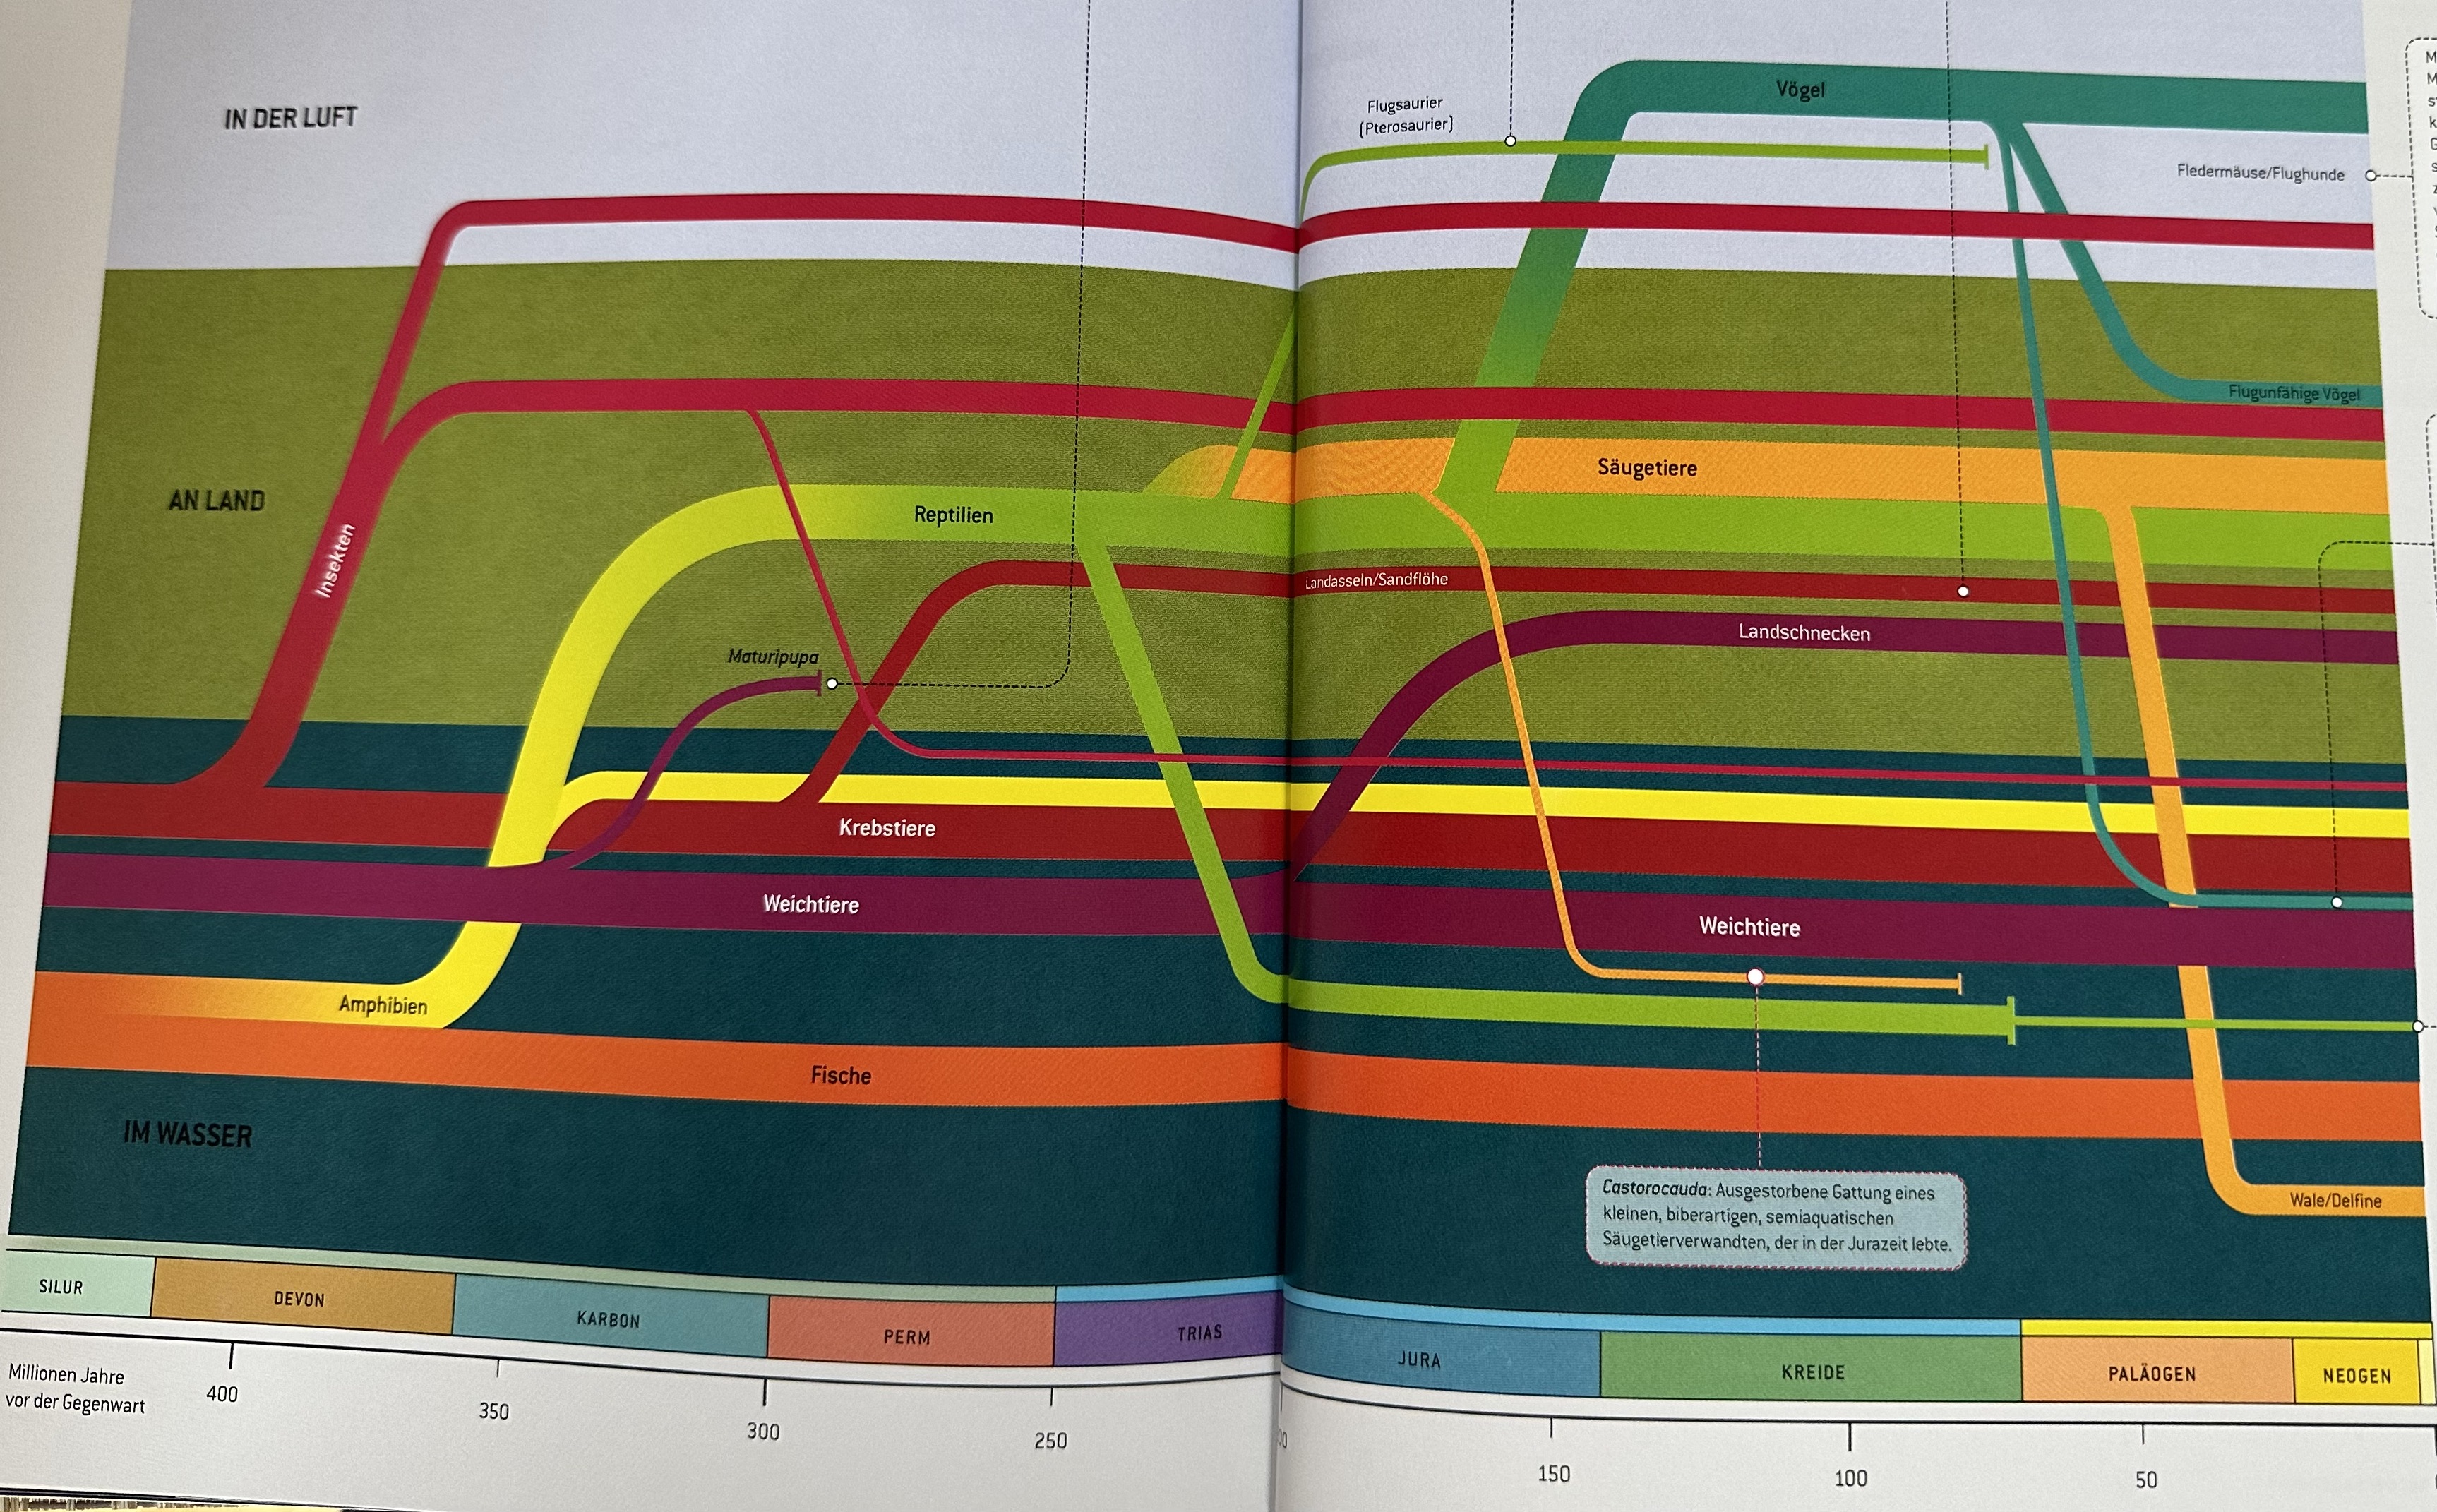 IN DER LUFT
Flugsaurier
(Pterosaurier)
Vögel
Fledermäuse/Flughunde
AN LAND
Insekten
Flugunfähige Vögel
Säugetiere
Reptilien
Landasseln/Sandflöhe
Landschnecken
Maturipupa
Krebstiere
Weichtiere
Weichtiere
Amphibien
Fische
IM WASSER
Castorocauda: Ausgestorbene Gattung eines
kleinen, biberartigen, semiaquatischen
Säugetierverwandten, der in der Jurazeit lebte.
Wale/Delfine
SILUR
DEVON
KARBON
PERM
TRIAS
JURA
KREIDE
PALÄOGEN
NEOGEN
Millionen Jahre
vor der Gegenwart
400
350
300
250
150
100
50